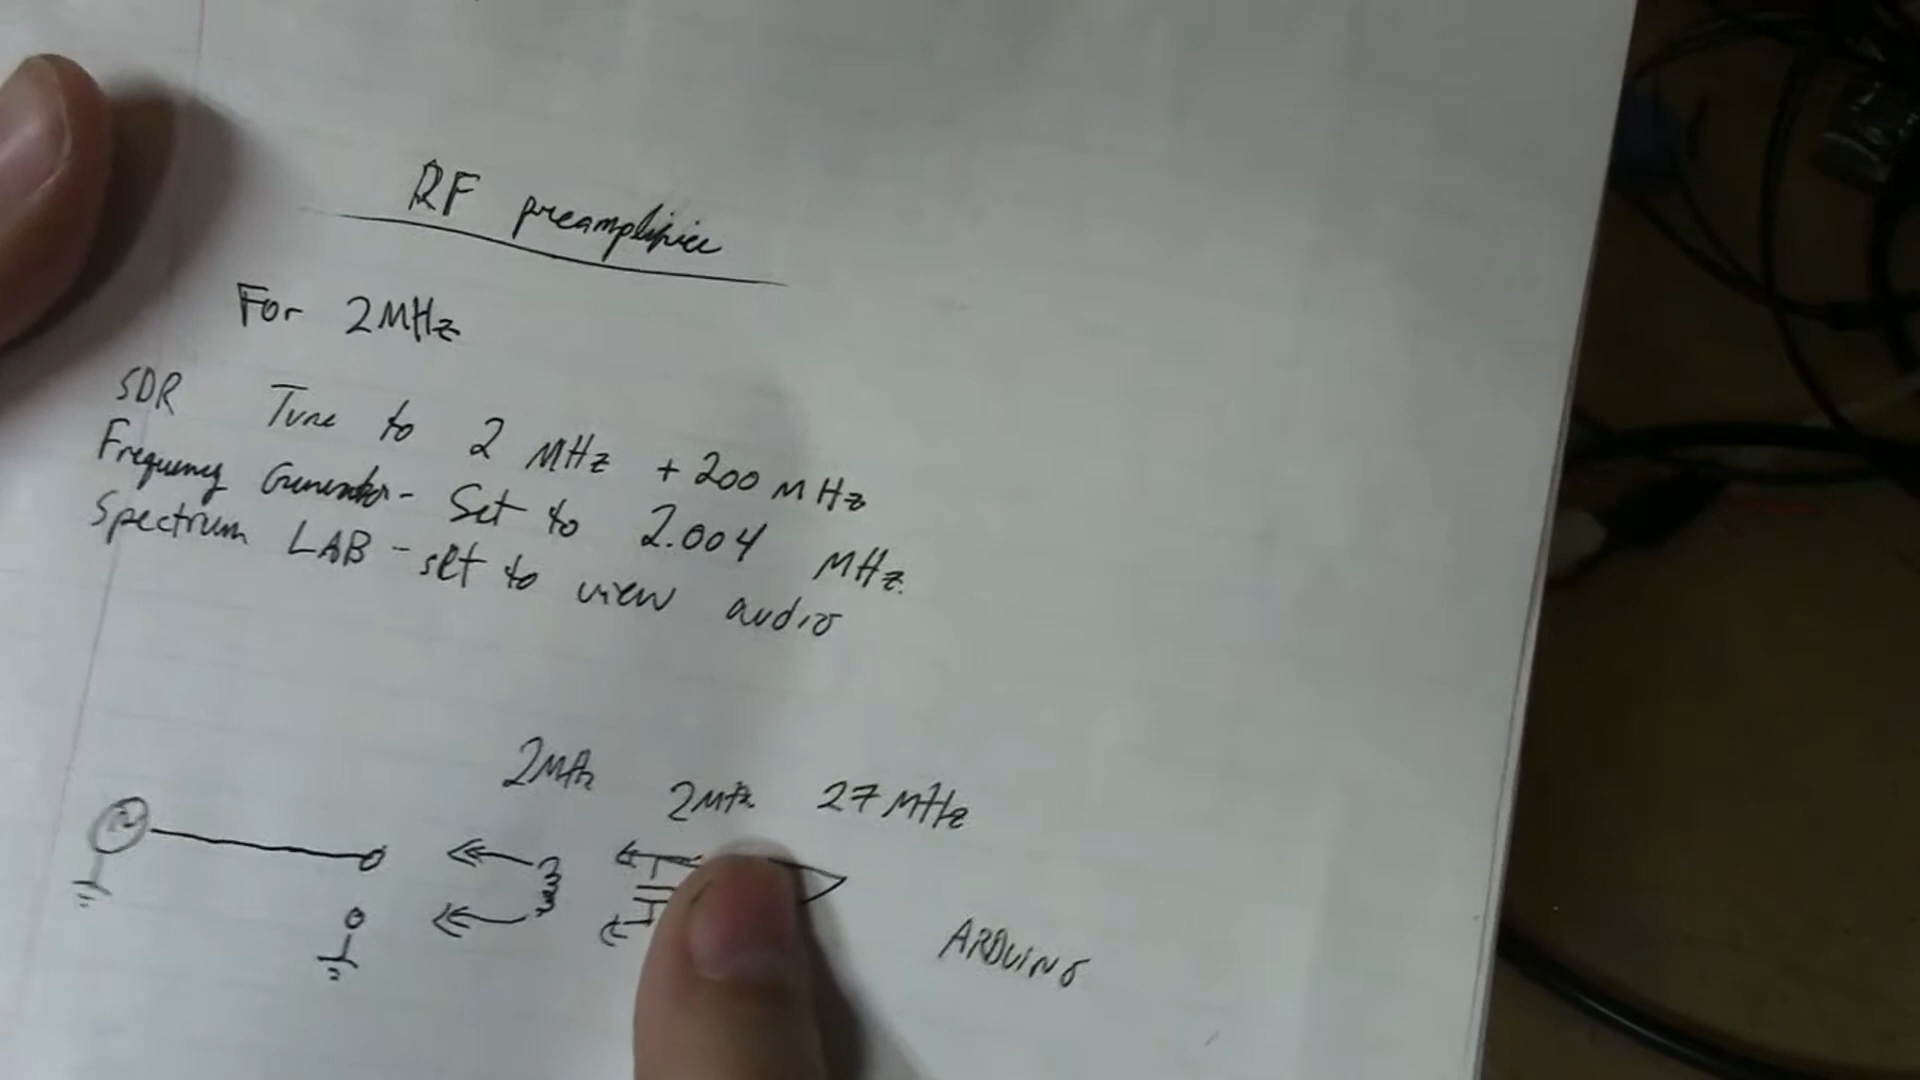 RF preamplifier
For 2MHz
SDR Tune to 2 MHz + 200 MHz
Frequency Generator - Set to 2.004 MHz.
Spectrum LAB - set to view audio
2MHz 2MHz 27 MHz
ARDUINO